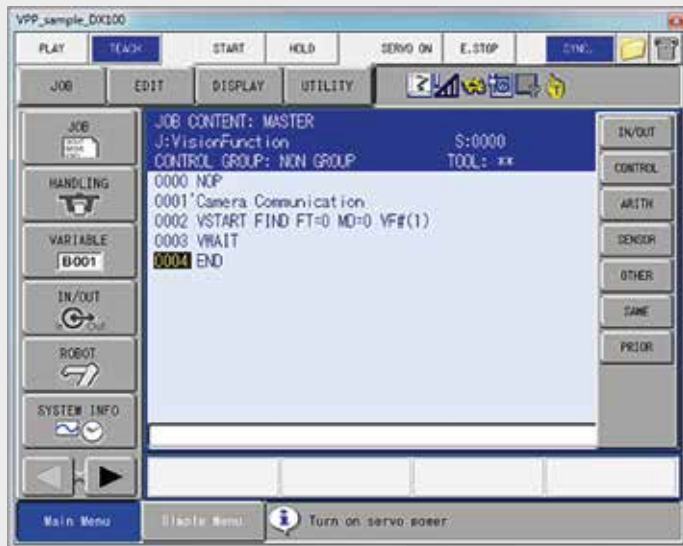 VPP_sample_DX100
PLAY TEACH START HOLD SERVO ON E.STOP SYNC.
JOB EDIT DISPLAY UTILITY
JOB
HANDLING
VARIABLE
B001
IN/OUT
In Out
ROBOT
SYSTEM INFO
JOB CONTENT: MASTER
J:VisionFunction S:0000
CONTROL GROUP: NON GROUP TOOL: **
0000 NOP
0001'Camera Communication
0002 VSTART FIND FT=0 MD=0 VF#(1)
0003 VWAIT
0004 END
IN/OUT
CONTROL
ARITH
SENSOR
OTHER
SAME
PRIOR
Main Menu Simple Menu Turn on servo power